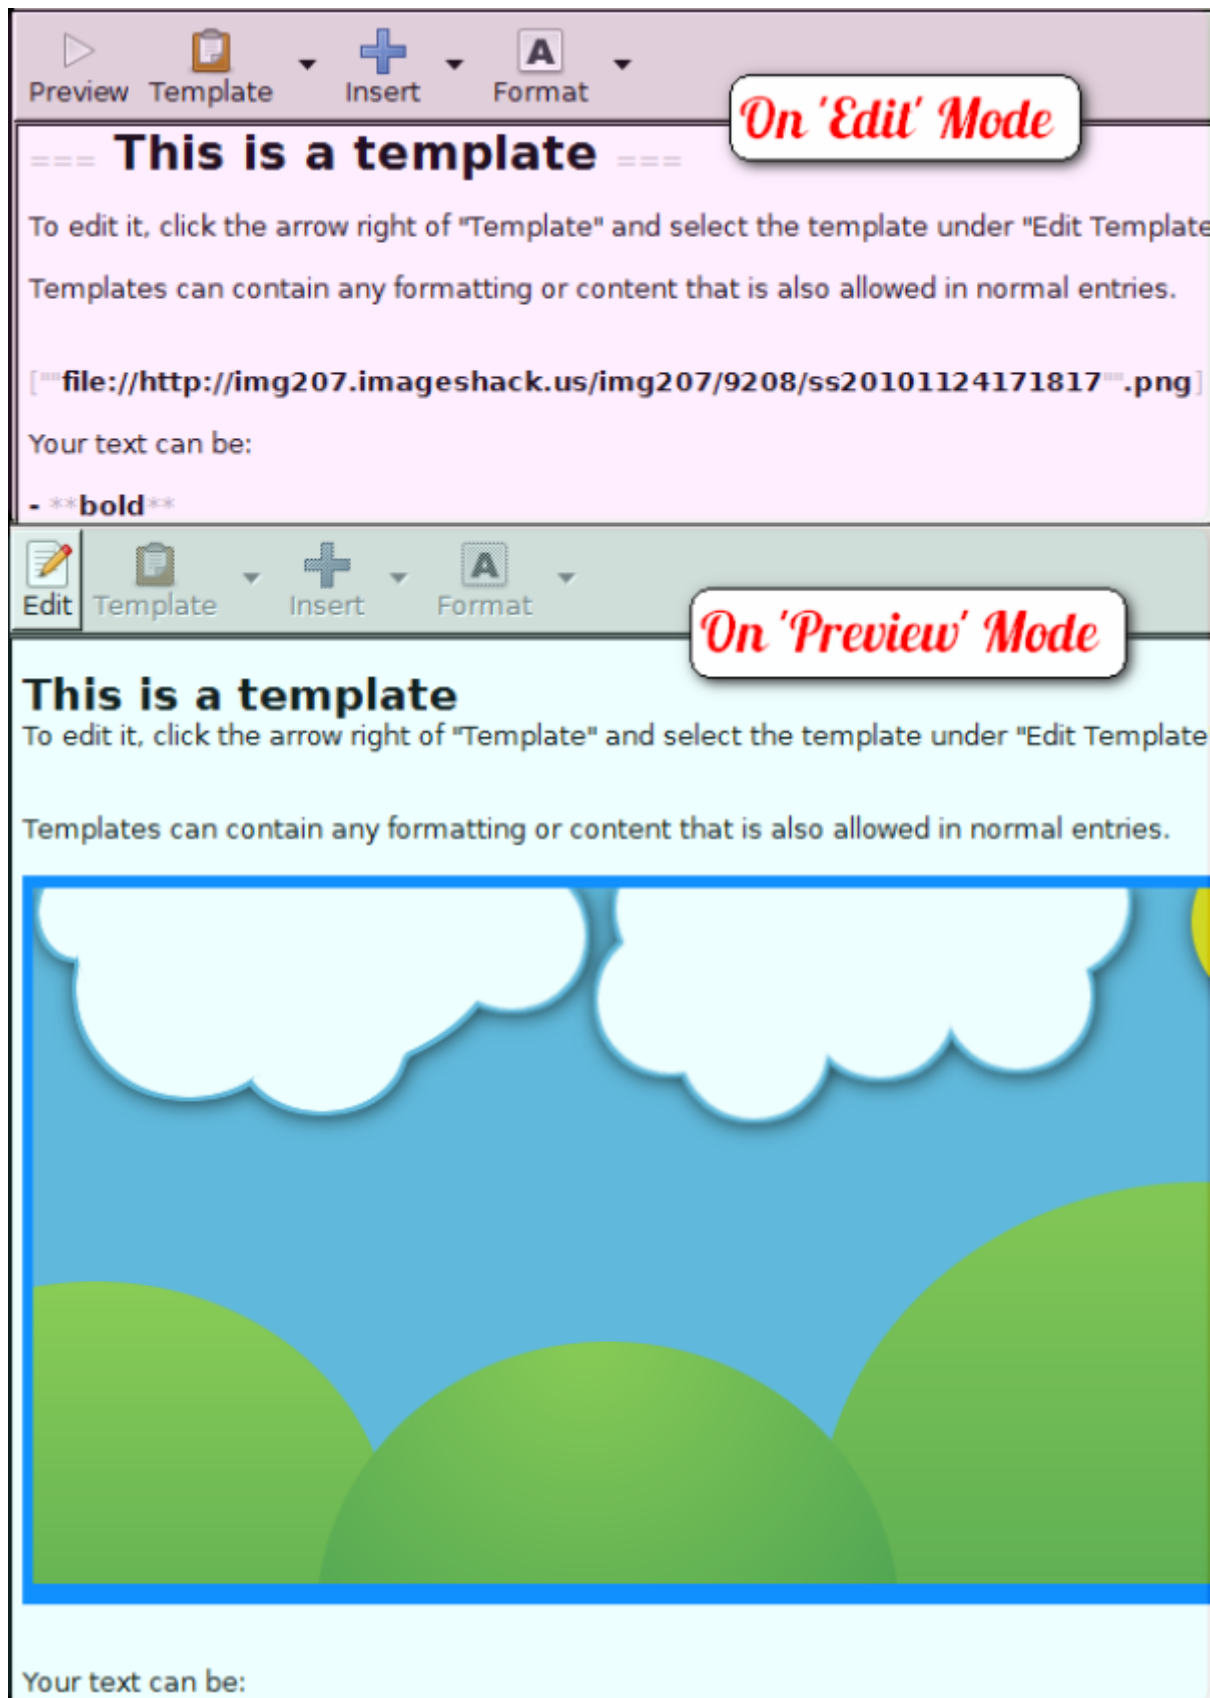 Preview Template Insert Format
On 'Edit' Mode
=== This is a template ===
To edit it, click the arrow right of "Template" and select the template under "Edit Template
Templates can contain any formatting or content that is also allowed in normal entries.
[""file://http://img207.imageshack.us/img207/9208/ss20101124171817"".png]
Your text can be:
- **bold**
Edit Template Insert Format
On 'Preview' Mode
This is a template
To edit it, click the arrow right of "Template" and select the template under "Edit Template
Templates can contain any formatting or content that is also allowed in normal entries.
Your text can be: